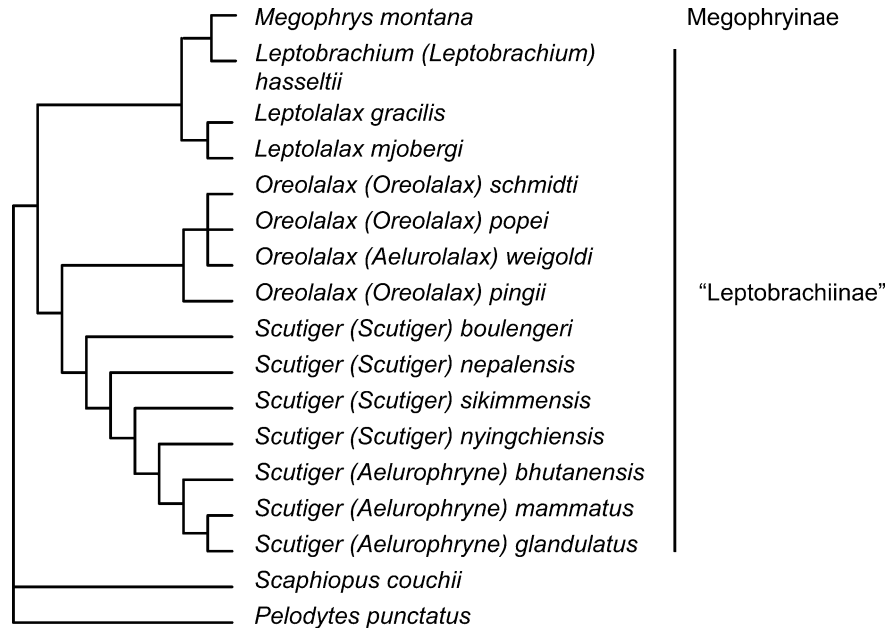 Megophrys montana Megophryinae
Leptobrachium (Leptobrachium)
hasseltii
Leptolalax gracilis
Leptolalax mjobergi
Oreolalax (Oreolalax) schmidti
Oreolalax (Oreolalax) popei
Oreolalax (Aelurolalax) weigoldi
Oreolalax (Oreolalax) pingii
“Leptobrachiinae”
Scutiger (Scutiger) boulengeri
Scutiger (Scutiger) nepalensis
Scutiger (Scutiger) sikimmensis
Scutiger (Scutiger) nyingchiensis
Scutiger (Aelurophryne) bhutanensis
Scutiger (Aelurophryne) mammatus
Scutiger (Aelurophryne) glandulatus
Scaphiopus couchii
Pelodytes punctatus